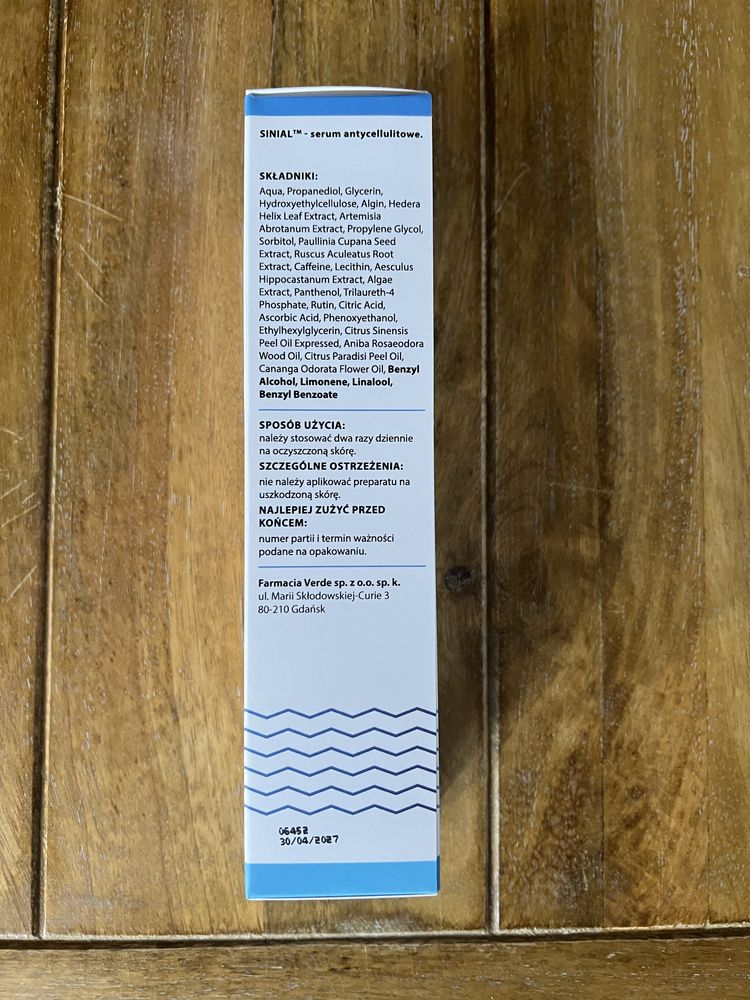 SINIAL™ - serum antycellulitowe.
SKŁADNIKI:
Aqua, Propanediol, Glycerin,
Hydroxyethylcellulose, Algin, Hedera
Helix Leaf Extract, Artemisia
Abrotanum Extract, Propylene Glycol,
Sorbitol, Paullinia Cupana Seed
Extract, Ruscus Aculeatus Root
Extract, Caffeine, Lecithin, Aesculus
Hippocastanum Extract, Algae
Extract, Panthenol, Trilaureth-4
Phosphate, Rutin, Citric Acid,
Ascorbic Acid, Phenoxyethanol,
Ethylhexylglycerin, Citrus Sinensis
Peel Oil Expressed, Aniba Rosaeodora
Wood Oil, Citrus Paradisi Peel Oil,
Cananga Odorata Flower Oil, Benzyl
Alcohol, Limonene, Linalool,
Benzyl Benzoate
SPOSÓB UŻYCIA:
należy stosować dwa razy dziennie
na oczyszczoną skórę.
SZCZEGÓLNE OSTRZEŻENIA:
nie należy aplikować preparatu na
uszkodzoną skórę.
NAJLEPIEJ ZUŻYĆ PRZED
KOŃCEM:
numer partii i termin ważności
podane na opakowaniu.
Farmacia Verde sp. z o.o. sp. k.
ul. Marii Skłodowskiej-Curie 3
80-210 Gdańsk
06452
30/04/2027